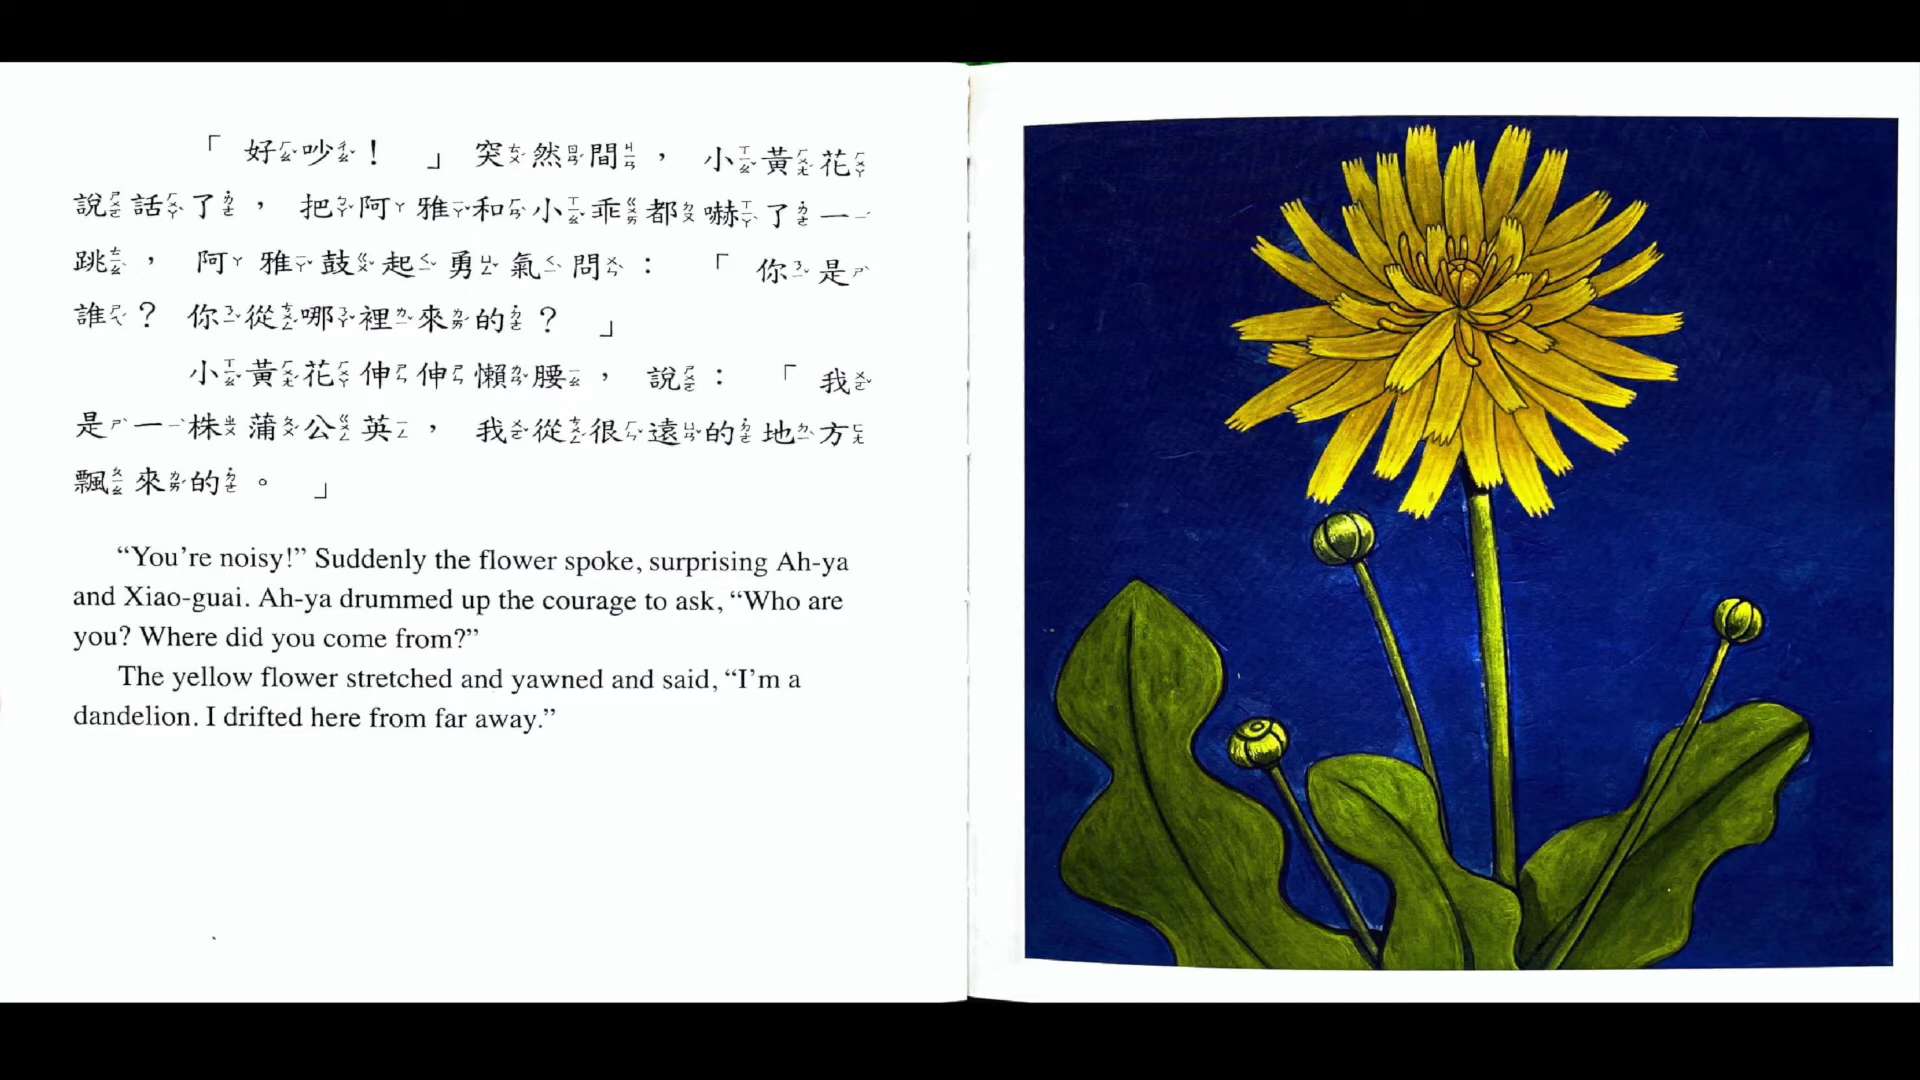 「好吵！」突然間，小黃花
說話了，把阿雅和小乖都嚇了一
跳，阿雅鼓起勇氣問：「你是
誰？你從哪裡來的？」
小黃花伸伸懶腰，說：「我
是一株蒲公英，我從很遠的地方
飄來的。」
“You’re noisy!” Suddenly the flower spoke, surprising Ah-ya
and Xiao-guai. Ah-ya drummed up the courage to ask, “Who are
you? Where did you come from?”
The yellow flower stretched and yawned and said, “I’m a
dandelion. I drifted here from far away.”